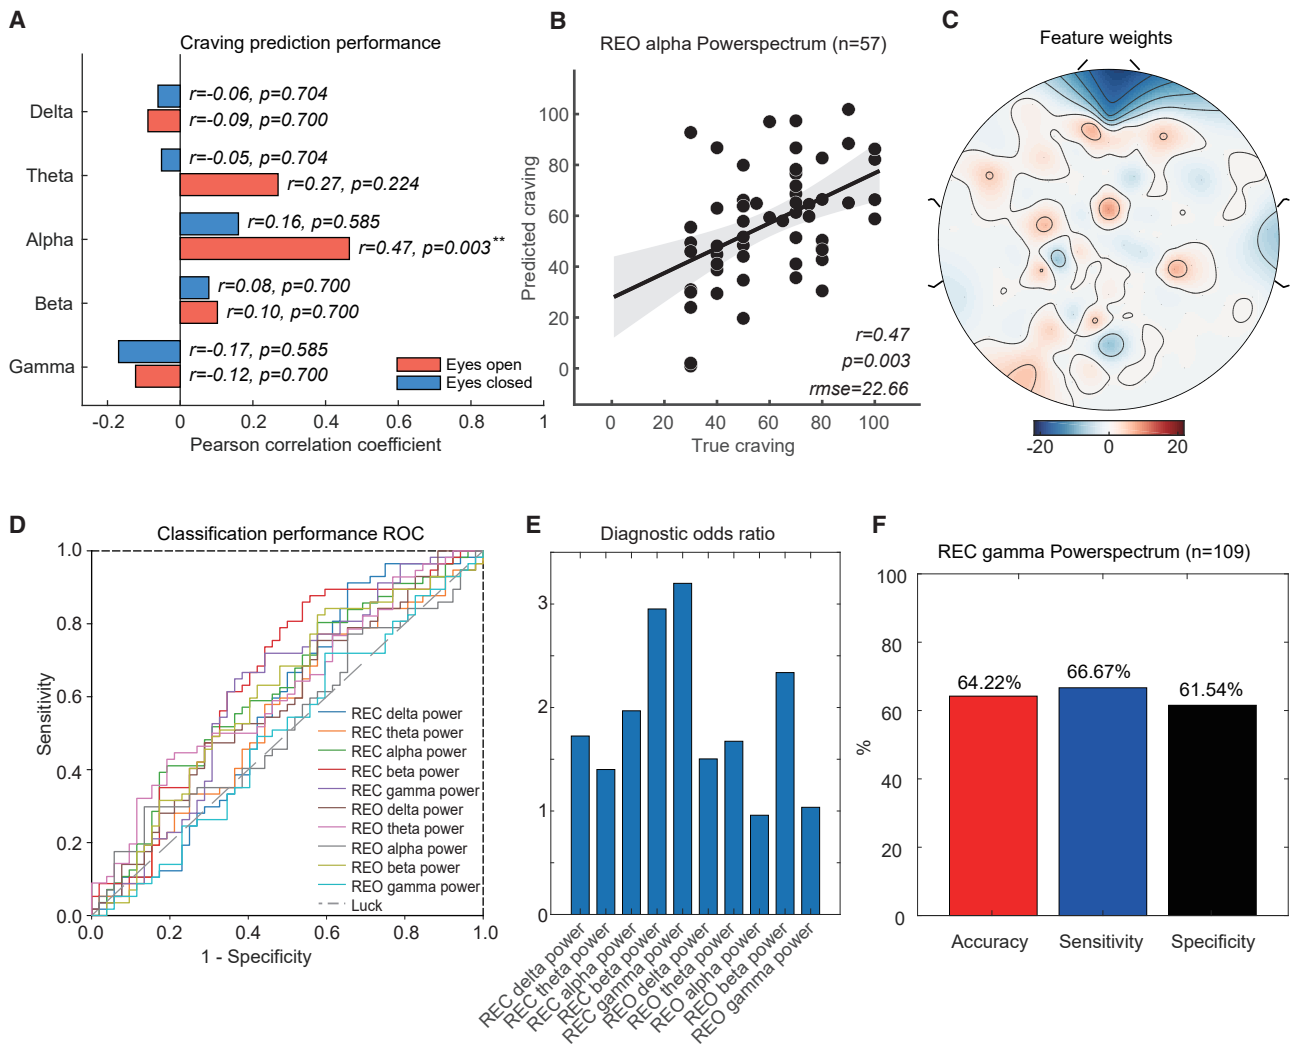 A
Craving prediction performance
Delta
Theta
Alpha
Beta
Gamma
r=-0.06, p=0.704
r=-0.09, p=0.700
r=-0.05, p=0.704
r=0.27, p=0.224
r=0.16, p=0.585
r=0.47, p=0.003**
r=0.08, p=0.700
r=0.10, p=0.700
r=-0.17, p=0.585
r=-0.12, p=0.700
Eyes open
Eyes closed
-0.2 0 0.2 0.4 0.6 0.8 1
Pearson correlation coefficient
B
REO alpha Powerspectrum (n=57)
Predicted craving
100
80
60
40
20
0
r=0.47
p=0.003
rmse=22.66
0 20 40 60 80 100
True craving
C
Feature weights
-20 0 20
D
Classification performance ROC
Sensitivity
1.0
0.8
0.6
0.4
0.2
0.0
REC delta power
REC theta power
REC alpha power
REC beta power
REC gamma power
REO delta power
REO theta power
REO alpha power
REO beta power
REO gamma power
Luck
0.0 0.2 0.4 0.6 0.8 1.0
1 - Specificity
E
Diagnostic odds ratio
3
2
1
0
REC delta power
REC theta power
REC alpha power
REC beta power
REC gamma power
REO delta power
REO theta power
REO alpha power
REO beta power
REO gamma power
F
REC gamma Powerspectrum (n=109)
%
100
80
60
40
20
0
64.22%
66.67%
61.54%
Accuracy
Sensitivity
Specificity